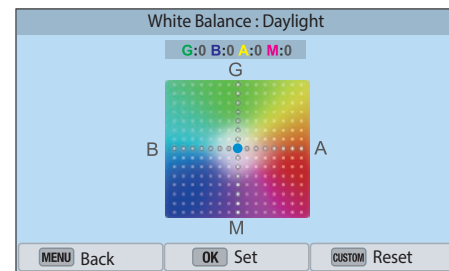 White Balance : Daylight
G:0 B:0 A:0 M:0
G
B A
M
MENU Back OK Set CUSTOM Reset